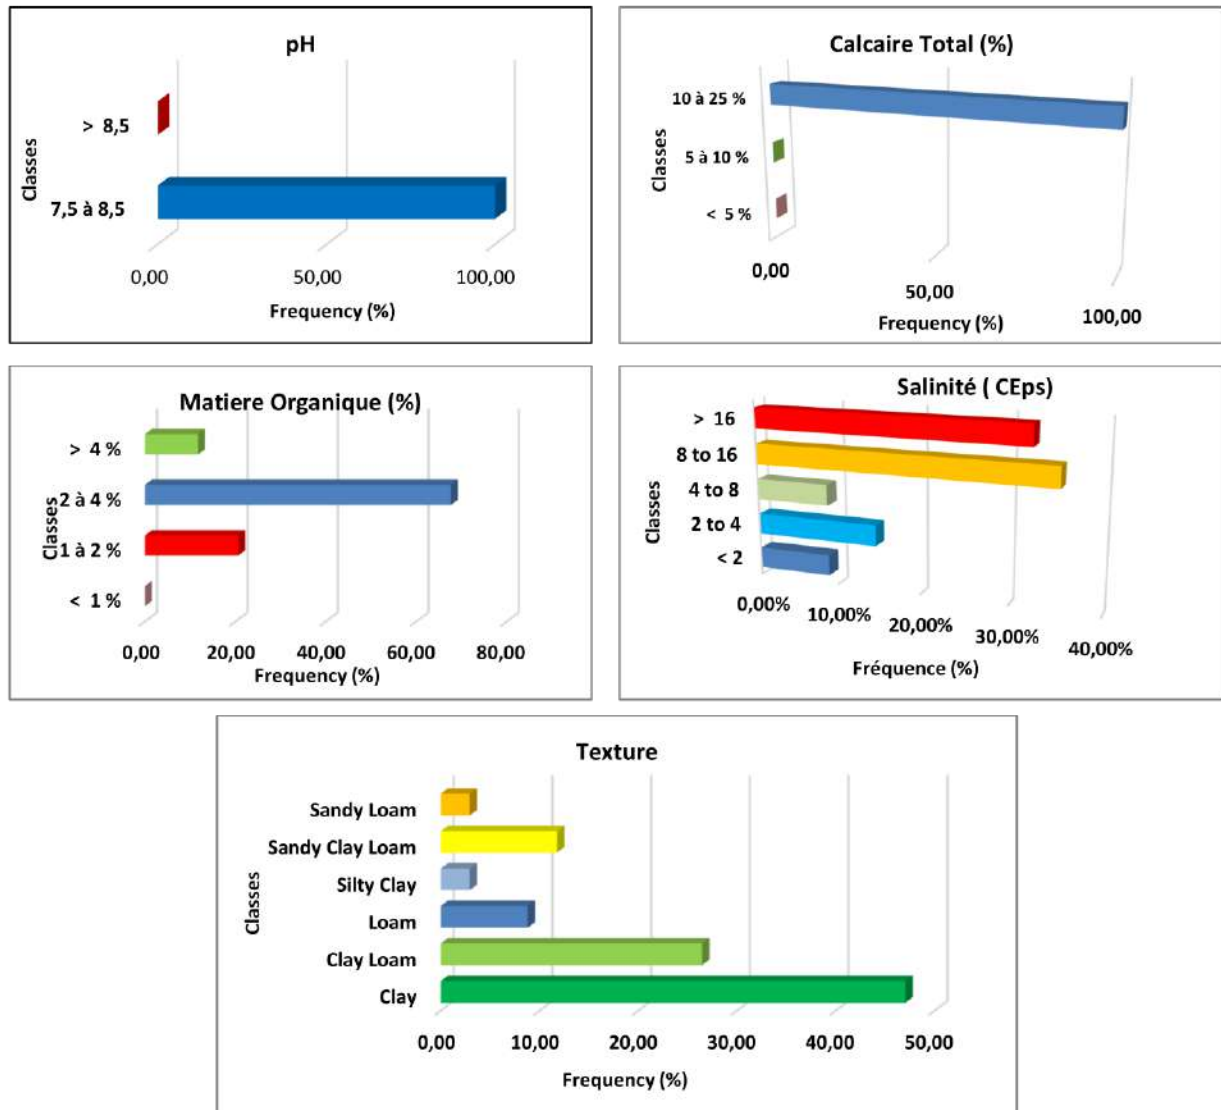 pH
> 8,5
7,5 à 8,5
Classes
0,00 50,00 100,00
Frequency (%)
Calcaire Total (%)
10 à 25 %
5 à 10 %
< 5 %
Classes
0,00 50,00 100,00
Frequency (%)
Matiere Organique (%)
> 4 %
2 à 4 %
1 à 2 %
< 1 %
Classes
0,00 20,00 40,00 60,00 80,00
Frequency (%)
Salinité ( CEps)
> 16
8 to 16
4 to 8
2 to 4
< 2
Classes
0,00% 10,00% 20,00% 30,00% 40,00%
Fréquence (%)
Texture
Sandy Loam
Sandy Clay Loam
Silty Clay
Loam
Clay Loam
Clay
Classes
0,00 10,00 20,00 30,00 40,00 50,00
Frequency (%)